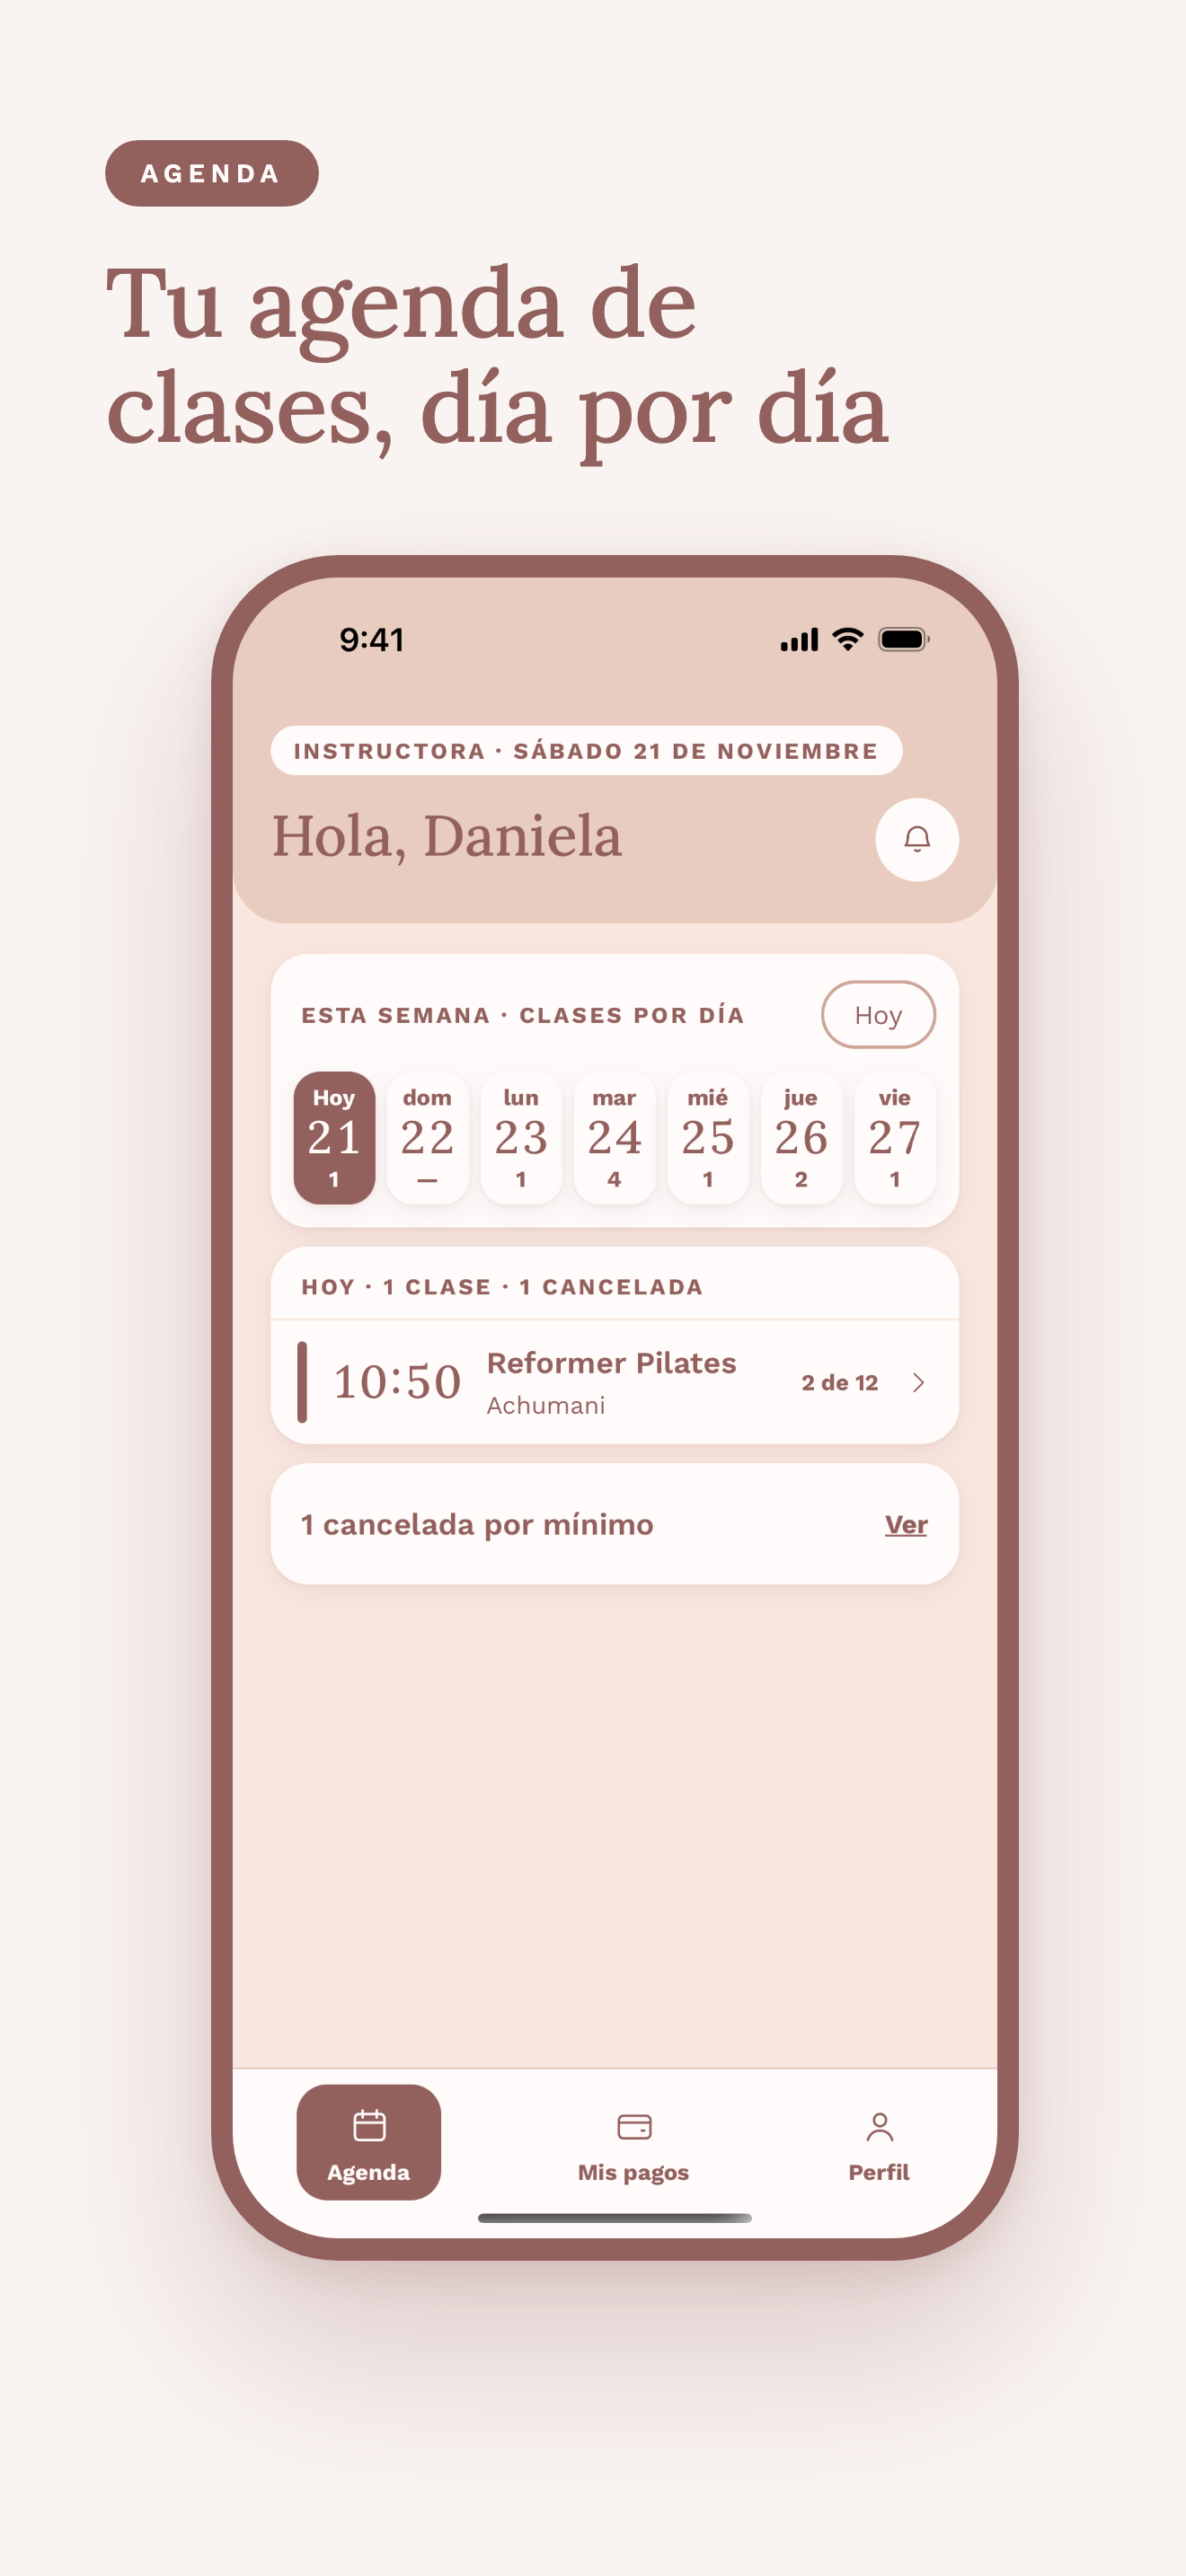 AGENDA
Tu agenda de
clases, día por día
9:41
INSTRUCTORA · SÁBADO 21 DE NOVIEMBRE
Hola, Daniela
ESTA SEMANA · CLASES POR DÍA
Hoy
Hoy dom lun mar mié jue vie
21 22 23 24 25 26 27
1 — 1 4 1 2 1
HOY · 1 CLASE · 1 CANCELADA
10:50 Reformer Pilates 2 de 12
Achumani
1 cancelada por mínimo Ver
Agenda Mis pagos Perfil